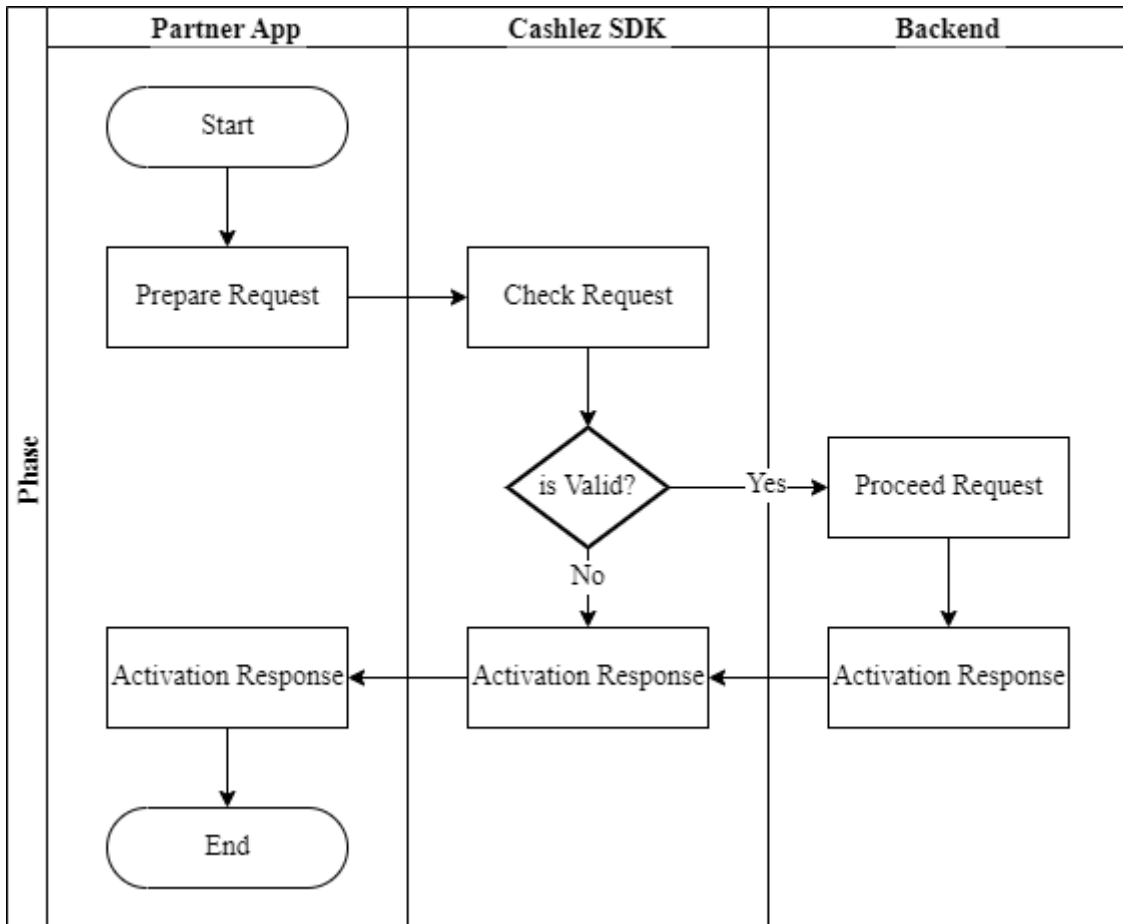 Partner App
Cashlez SDK
Backend
Phase
Start
Prepare Request
Check Request
is Valid?
Yes
Proceed Request
No
Activation Response
Activation Response
Activation Response
End